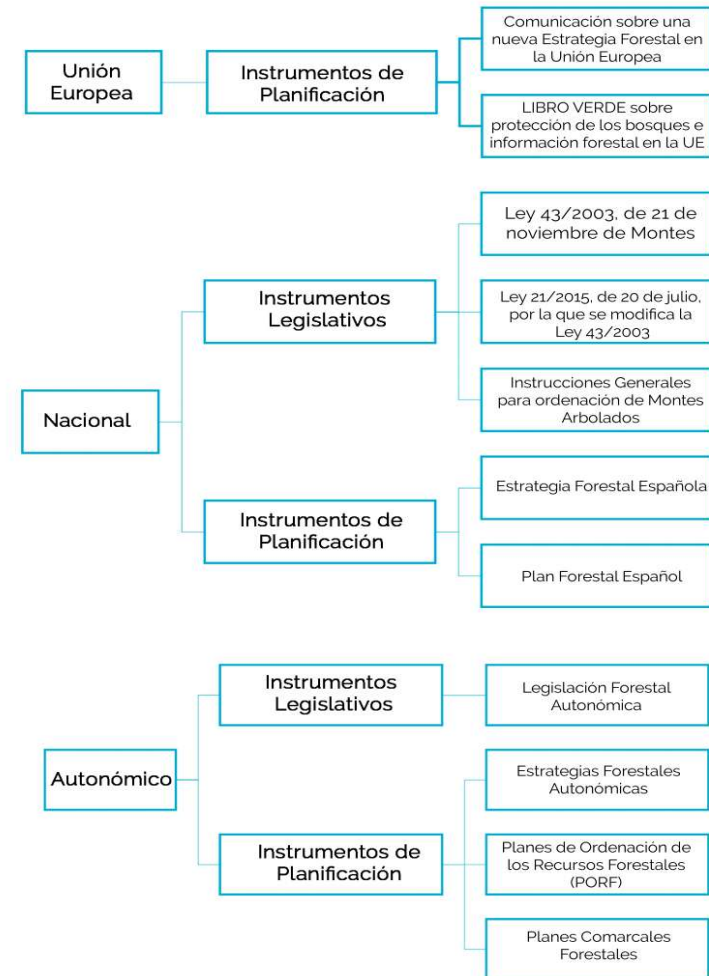 Unión
Europea
Instrumentos de
Planificación
Comunicación sobre una
nueva Estrategia Forestal en
la Unión Europea
LIBRO VERDE sobre
protección de los bosques e
información forestal en la UE
Nacional
Instrumentos
Legislativos
Ley 43/2003, de 21 de
noviembre de Montes
Ley 21/2015, de 20 de julio,
por la que se modifica la
Ley 43/2003
Instrucciones Generales
para ordenación de Montes
Arbolados
Instrumentos de
Planificación
Estrategia Forestal Española
Plan Forestal Español
Autonómico
Instrumentos
Legislativos
Legislación Forestal
Autonómica
Instrumentos de
Planificación
Estrategias Forestales
Autonómicas
Planes de Ordenación de
los Recursos Forestales
(PORF)
Planes Comarcales
Forestales